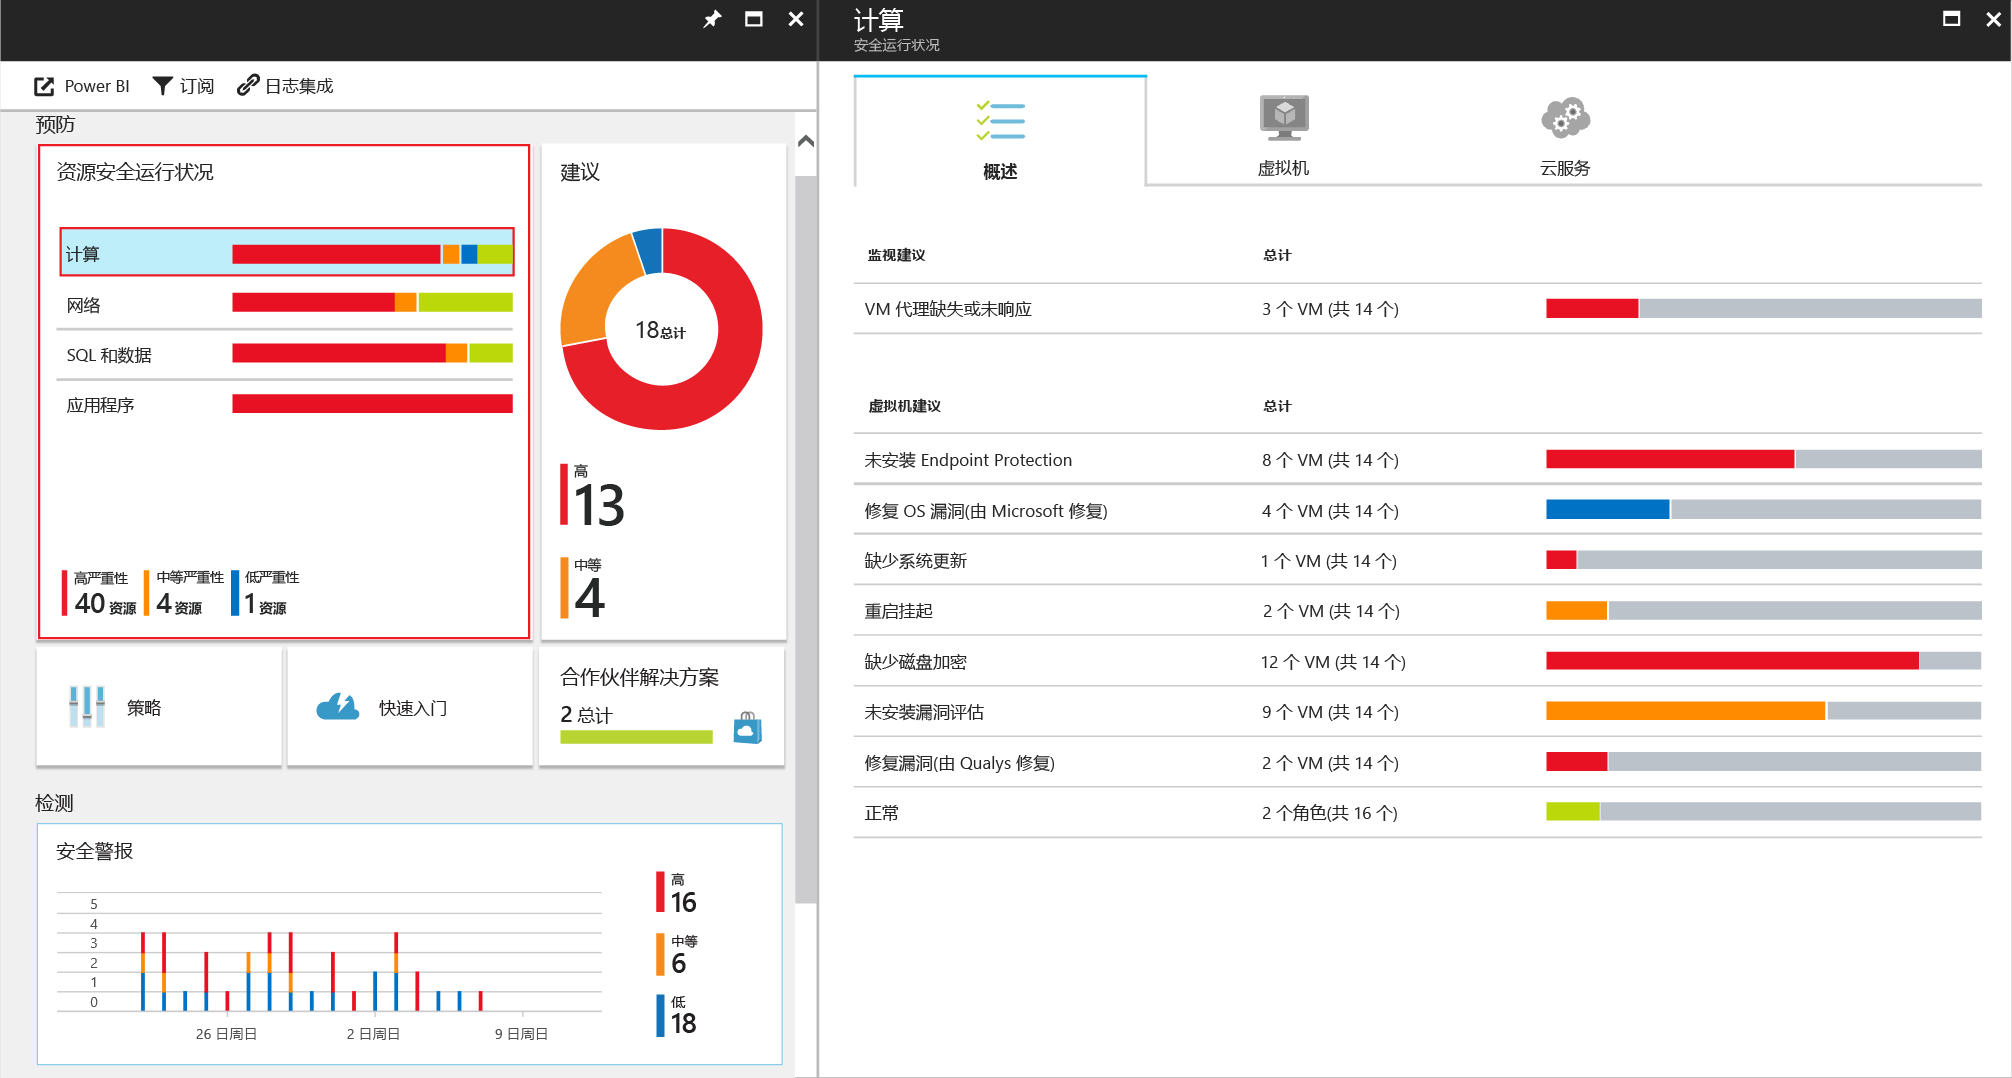 Power BI
订阅
日志集成
预防
资源安全运行状况
计算
网络
SQL 和数据
应用程序
高严重性
40 资源
中等严重性
4 资源
低严重性
1 资源
建议
18总计
高
13
中等
4
策略
快速入门
合作伙伴解决方案
2 总计
检测
安全警报
5
4
3
2
1
0
26 日周日
2 日周日
9 日周日
高
16
中等
6
低
18
计算
安全运行状况
概述
虚拟机
云服务
监视建议 总计
VM 代理缺失或未响应 3 个 VM (共 14 个)
虚拟机建议 总计
未安装 Endpoint Protection 8 个 VM (共 14 个)
修复 OS 漏洞(由 Microsoft 修复) 4 个 VM (共 14 个)
缺少系统更新 1 个 VM (共 14 个)
重启挂起 2 个 VM (共 14 个)
缺少磁盘加密 12 个 VM (共 14 个)
未安装漏洞评估 9 个 VM (共 14 个)
修复漏洞(由 Qualys 修复) 2 个 VM (共 14 个)
正常 2 个角色(共 16 个)